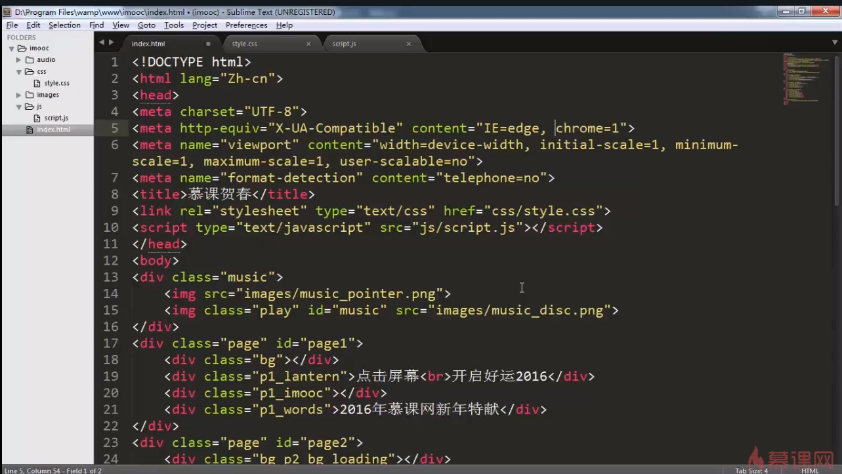 D:\Program Files\wamp\www\imooc\index.html • (imooc) - Sublime Text (UNREGISTERED)
File Edit Selection Find View Goto Tools Project Preferences Help
FOLDERS
imooc
audio
css
style.css
images
js
script.js
index.html
index.html style.css script.js
1 <!DOCTYPE html>
2 <html lang="Zh-cn">
3 <head>
4 <meta charset="UTF-8">
5 <meta http-equiv="X-UA-Compatible" content="IE=edge, chrome=1">
6 <meta name="viewport" content="width=device-width, initial-scale=1, minimum-
scale=1, maximum-scale=1, user-scalable=no">
7 <meta name="format-detection" content="telephone=no">
8 <title>慕课贺春</title>
9 <link rel="stylesheet" type="text/css" href="css/style.css">
10 <script type="text/javascript" src="js/script.js"></script>
11 </head>
12 <body>
13 <div class="music">
14 <img src="images/music_pointer.png">
15 <img class="play" id="music" src="images/music_disc.png">
16 </div>
17 <div class="page" id="page1">
18 <div class="bg"></div>
19 <div class="p1_lantern">点击屏幕<br>开启好运2016</div>
20 <div class="p1_imooc"></div>
21 <div class="p1_words">2016年慕课网新年特献</div>
22 </div>
23 <div class="page" id="page2">
24 <div class="bg p2_bg_loading"></div>
Line 5, Column 54 - Field 1 of 2 Tab Size: 4 HTML
慕课网